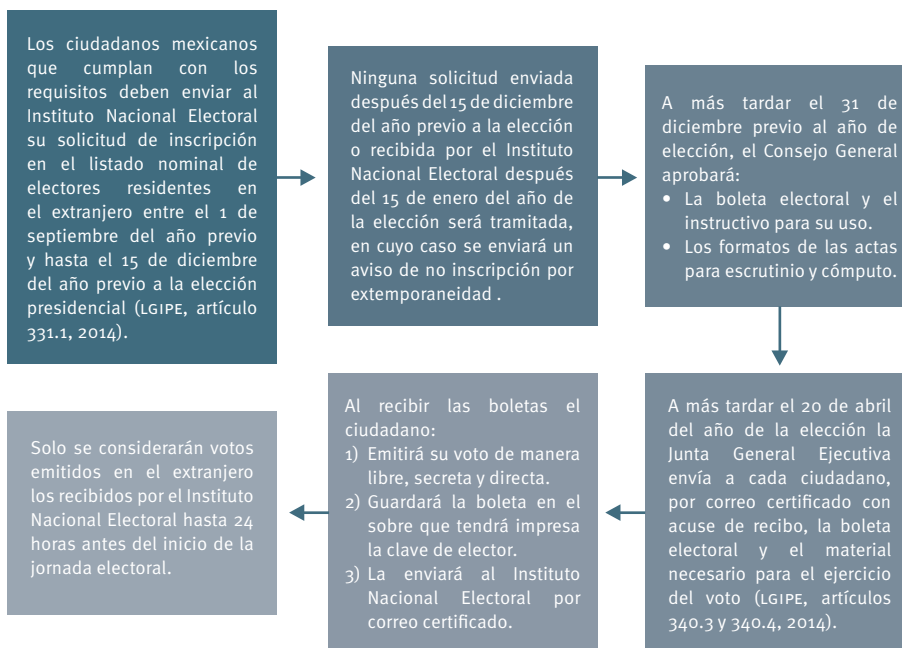 Los ciudadanos mexicanos
que cumplan con los
requisitos deben enviar al
Instituto Nacional Electoral
su solicitud de inscripción
en el listado nominal de
electores residentes en
el extranjero entre el 1 de
septiembre del año previo
y hasta el 15 de diciembre
del año previo a la elección
presidencial (LGIPE, artículo
331.1, 2014).
Ninguna solicitud enviada
después del 15 de diciembre
del año previo a la elección
o recibida por el Instituto
Nacional Electoral después
del 15 de enero del año de
la elección será tramitada,
en cuyo caso se enviará un
aviso de no inscripción por
extemporaneidad .
A más tardar el 31 de
diciembre previo al año de
elección, el Consejo General
aprobará:
• La boleta electoral y el
instructivo para su uso.
• Los formatos de las actas
para escrutinio y cómputo.
A más tardar el 20 de abril
del año de la elección la
Junta General Ejecutiva
envía a cada ciudadano,
por correo certificado con
acuse de recibo, la boleta
electoral y el material
necesario para el ejercicio
del voto (LGIPE, artículos
340.3 y 340.4, 2014).
Al recibir las boletas el
ciudadano:
1) Emitirá su voto de manera
libre, secreta y directa.
2) Guardará la boleta en el
sobre que tendrá impresa
la clave de elector.
3) La enviará al Instituto
Nacional Electoral por
correo certificado.
Solo se considerarán votos
emitidos en el extranjero
los recibidos por el Instituto
Nacional Electoral hasta 24
horas antes del inicio de la
jornada electoral.